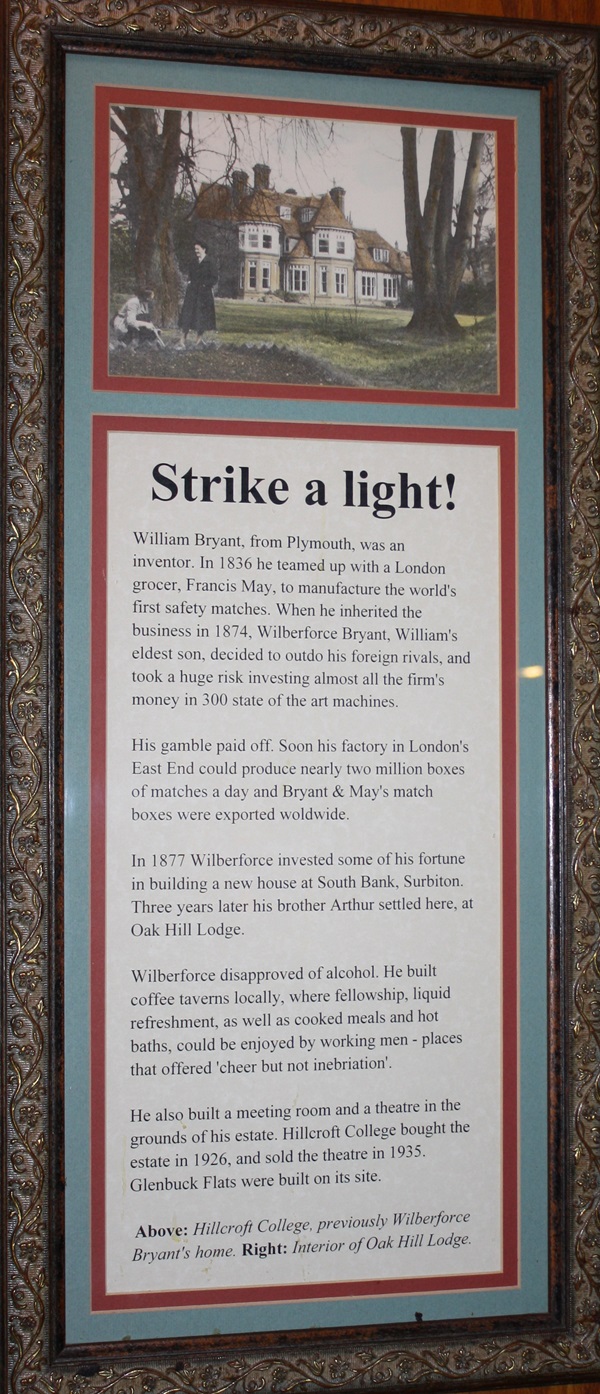 Strike a light!
William Bryant, from Plymouth, was an
inventor. In 1836 he teamed up with a London
grocer, Francis May, to manufacture the world's
first safety matches. When he inherited the
business in 1874, Wilberforce Bryant, William's
eldest son, decided to outdo his foreign rivals, and
took a huge risk investing almost all the firm's
money in 300 state of the art machines.
His gamble paid off. Soon his factory in London's
East End could produce nearly two million boxes
of matches a day and Bryant & May's match
boxes were exported woldwide.
In 1877 Wilberforce invested some of his fortune
in building a new house at South Bank, Surbiton.
Three years later his brother Arthur settled here, at
Oak Hill Lodge.
Wilberforce disapproved of alcohol. He built
coffee taverns locally, where fellowship, liquid
refreshment, as well as cooked meals and hot
baths, could be enjoyed by working men - places
that offered 'cheer but not inebriation'.
He also built a meeting room and a theatre in the
grounds of his estate. Hillcroft College bought the
estate in 1926, and sold the theatre in 1935.
Glenbuck Flats were built on its site.
Above: Hillcroft College, previously Wilberforce
Bryant's home. Right: Interior of Oak Hill Lodge.